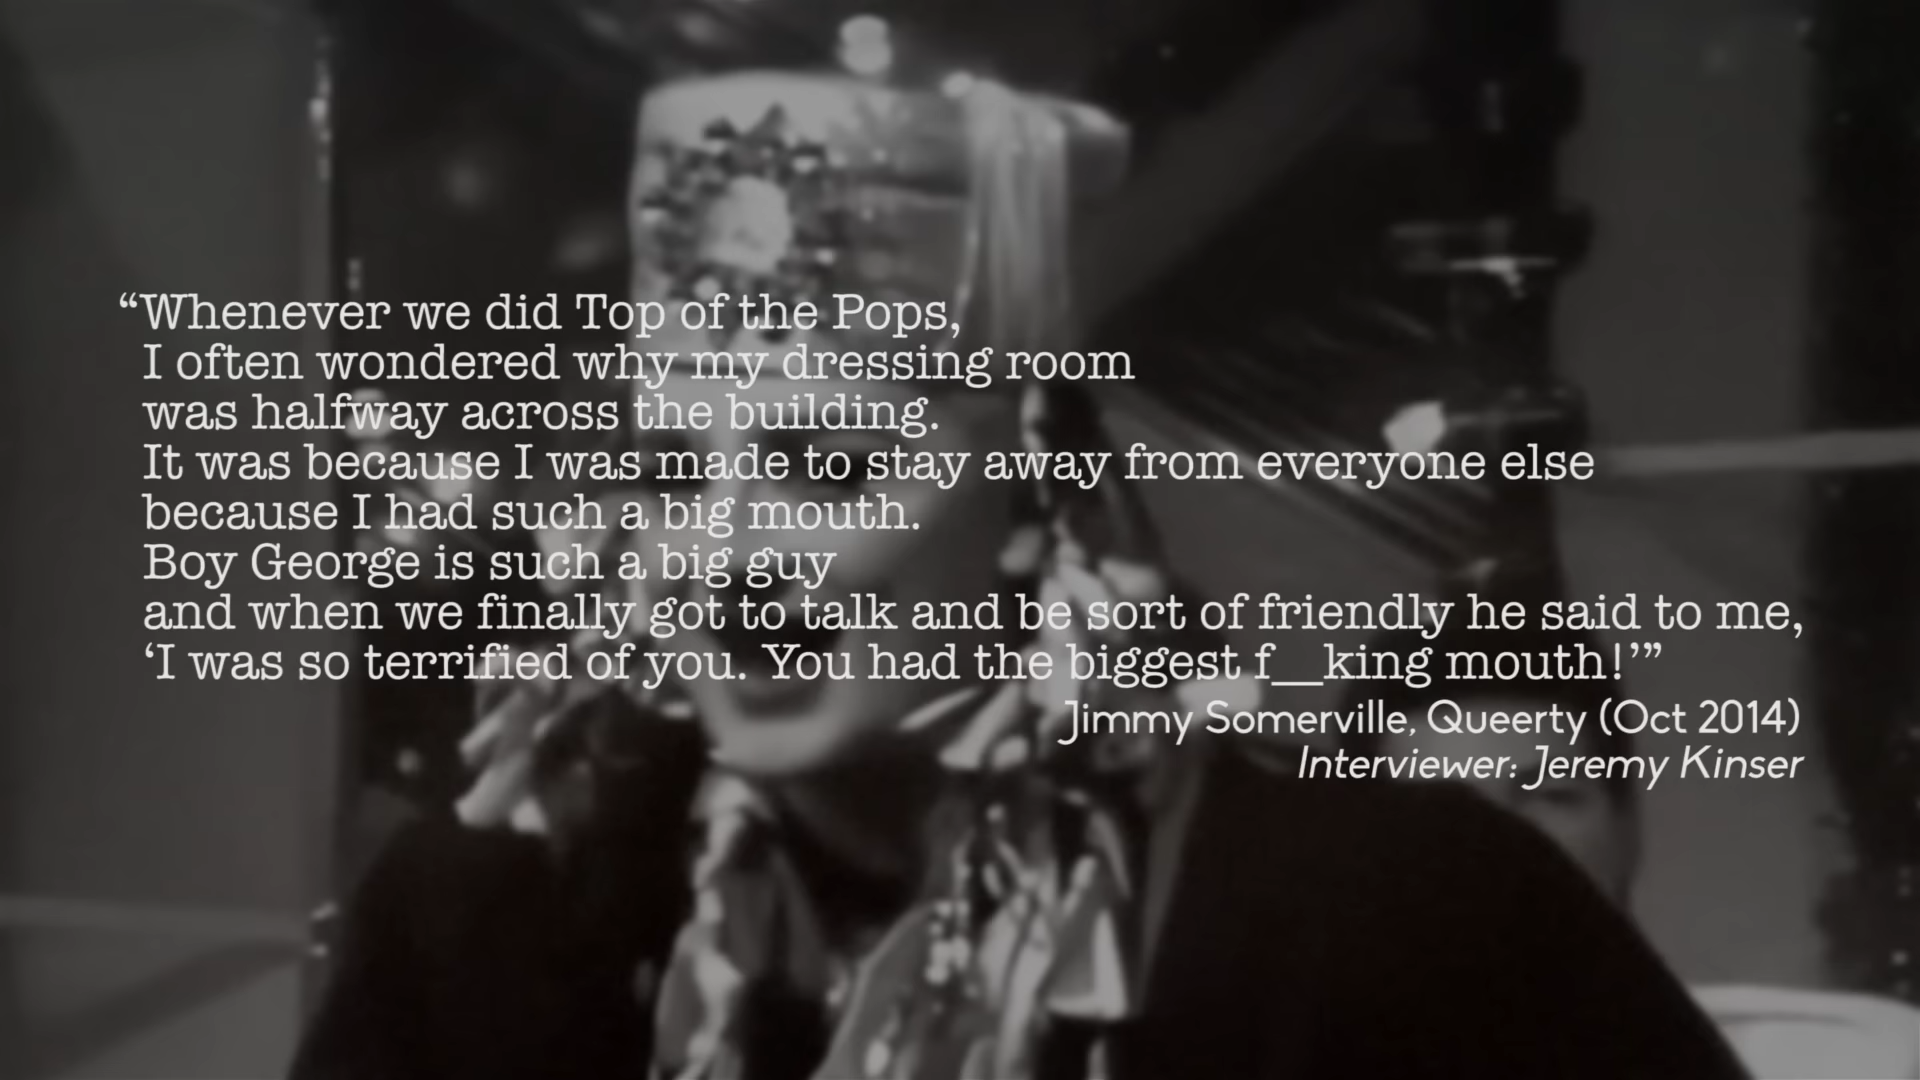 “Whenever we did Top of the Pops,
I often wondered why my dressing room
was halfway across the building.
It was because I was made to stay away from everyone else
because I had such a big mouth.
Boy George is such a big guy
and when we finally got to talk and be sort of friendly he said to me,
‘I was so terrified of you. You had the biggest f__king mouth!’”
Jimmy Somerville, Queerty (Oct 2014)
Interviewer: Jeremy Kinser